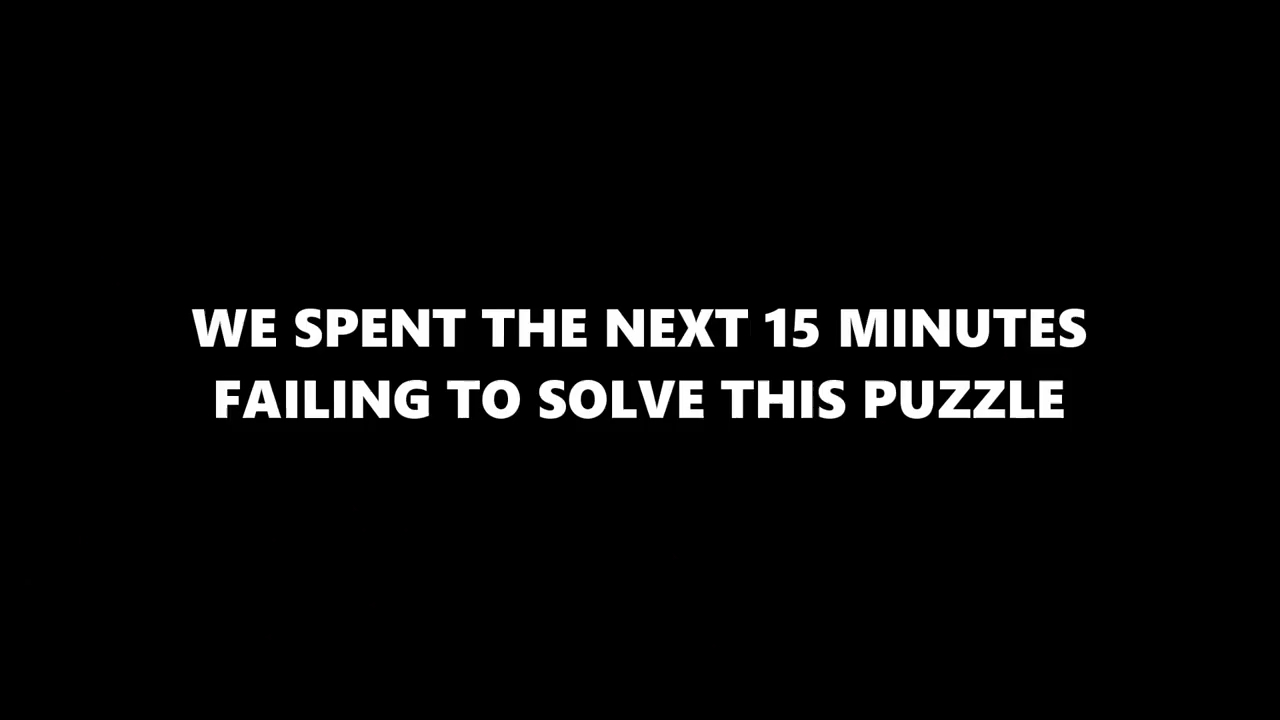 WE SPENT THE NEXT 15 MINUTES
FAILING TO SOLVE THIS PUZZLE